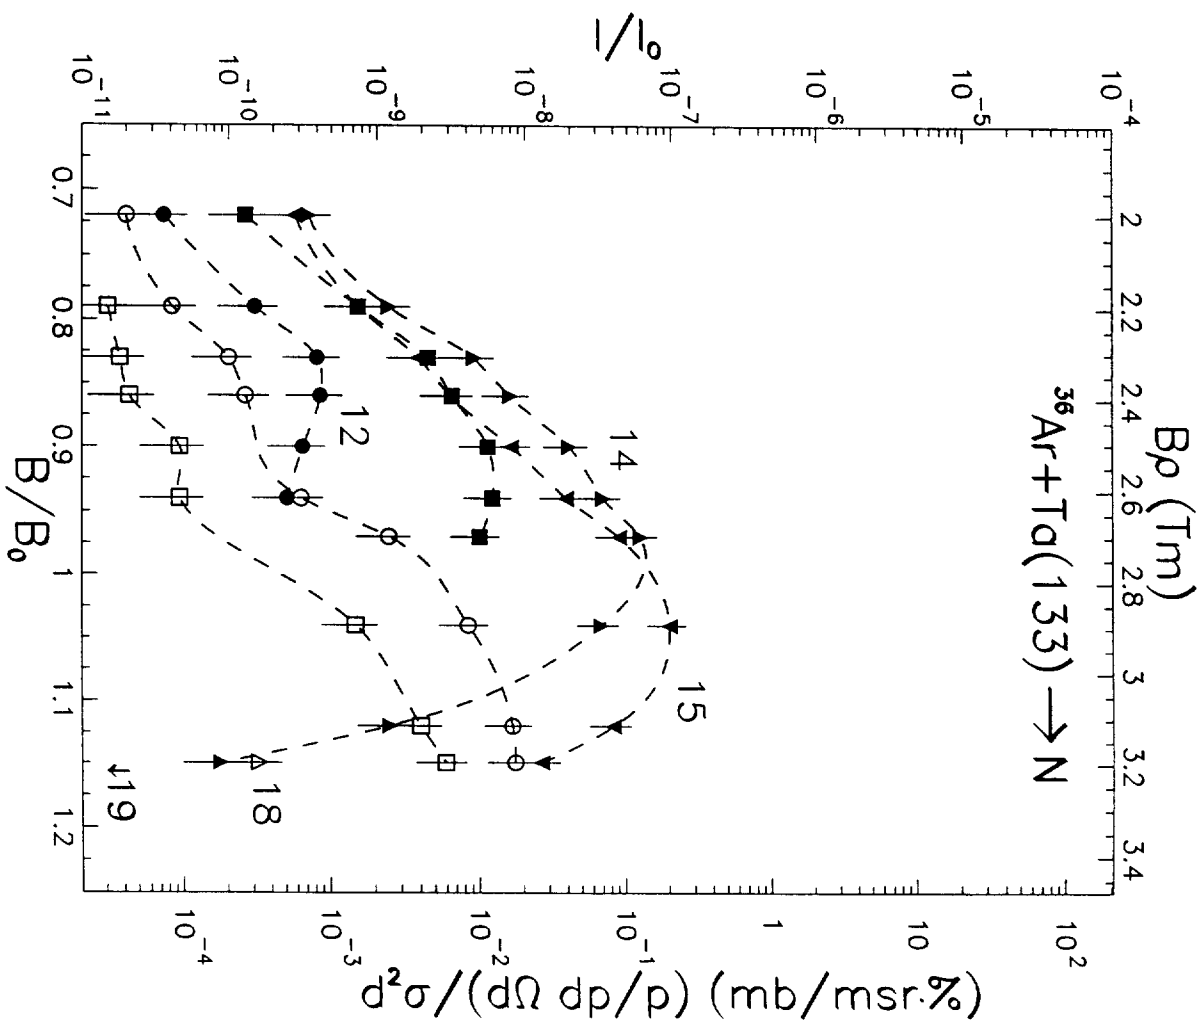 Bρ (Tm)
2 2.2 2.4 2.6 2.8 3 3.2 3.4
I/I₀
10⁻⁴
10⁻⁵
10⁻⁶
10⁻⁷
10⁻⁸
10⁻⁹
10⁻¹⁰
10⁻¹¹
³⁶Ar+Ta(133)→N
14
15
12
18
↓19
10²
10
1
10⁻¹
10⁻²
10⁻³
10⁻⁴
d²σ/(dΩ dp/p) (mb/msr·%)
0.7 0.8 0.9 1 1.1 1.2
B/B₀